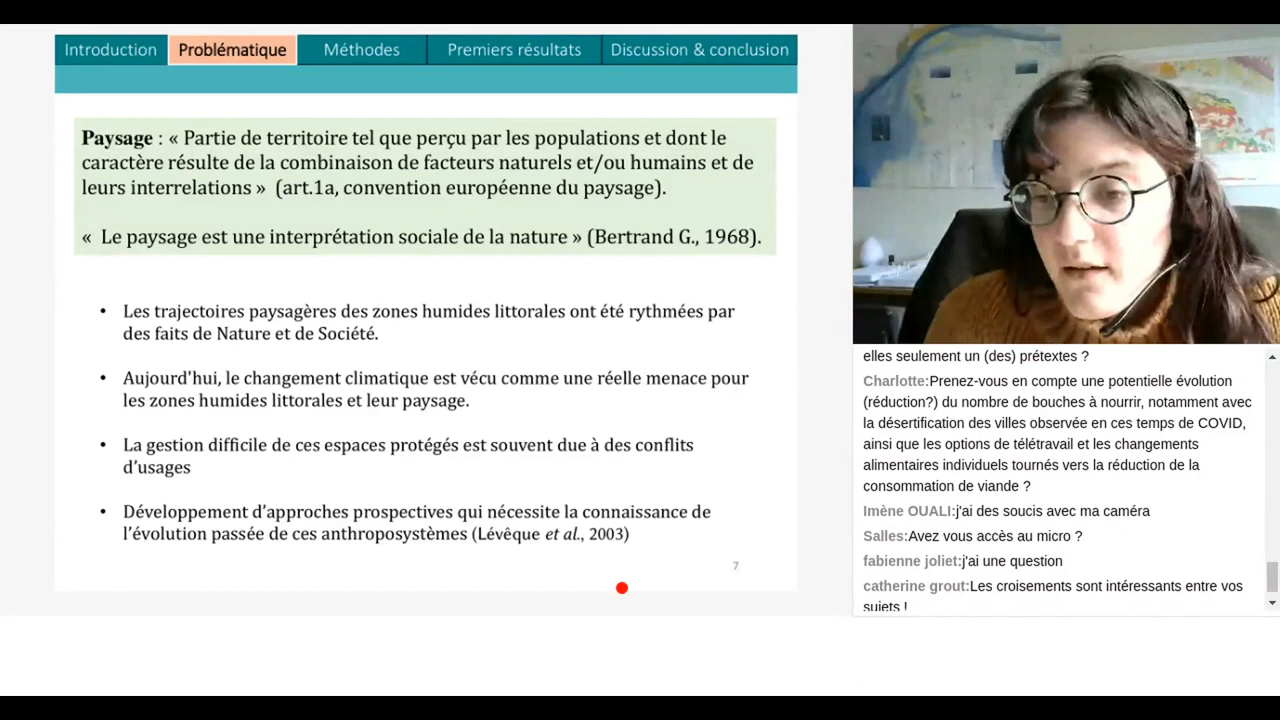 Introduction
Problématique
Méthodes
Premiers résultats
Discussion & conclusion
Paysage : « Partie de territoire tel que perçu par les populations et dont le
caractère résulte de la combinaison de facteurs naturels et/ou humains et de
leurs interrelations » (art.1a, convention européenne du paysage).
« Le paysage est une interprétation sociale de la nature » (Bertrand G., 1968).
• Les trajectoires paysagères des zones humides littorales ont été rythmées par
des faits de Nature et de Société.
• Aujourd'hui, le changement climatique est vécu comme une réelle menace pour
les zones humides littorales et leur paysage.
• La gestion difficile de ces espaces protégés est souvent due à des conflits
d'usages
• Développement d'approches prospectives qui nécessite la connaissance de
l'évolution passée de ces anthroposystèmes (Lévêque et al., 2003)
7
elles seulement un (des) prétextes ?
Charlotte:Prenez-vous en compte une potentielle évolution
(réduction?) du nombre de bouches à nourrir, notamment avec
la désertification des villes observée en ces temps de COVID,
ainsi que les options de télétravail et les changements
alimentaires individuels tournés vers la réduction de la
consommation de viande ?
Imène OUALI:j'ai des soucis avec ma caméra
Salles:Avez vous accès au micro ?
fabienne joliet:j'ai une question
catherine grout:Les croisements sont intéressants entre vos
sujets !